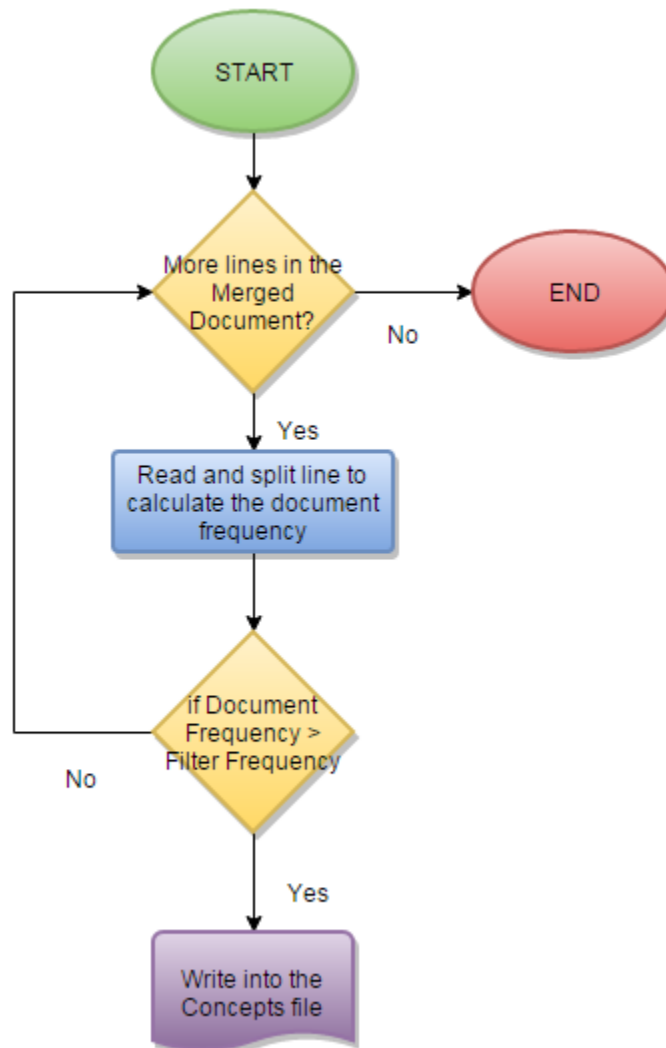 START
More lines in the
Merged
Document?
END
No
Yes
Read and split line to
calculate the document
frequency
if Document
Frequency >
Filter Frequency
No
Yes
Write into the
Concepts file